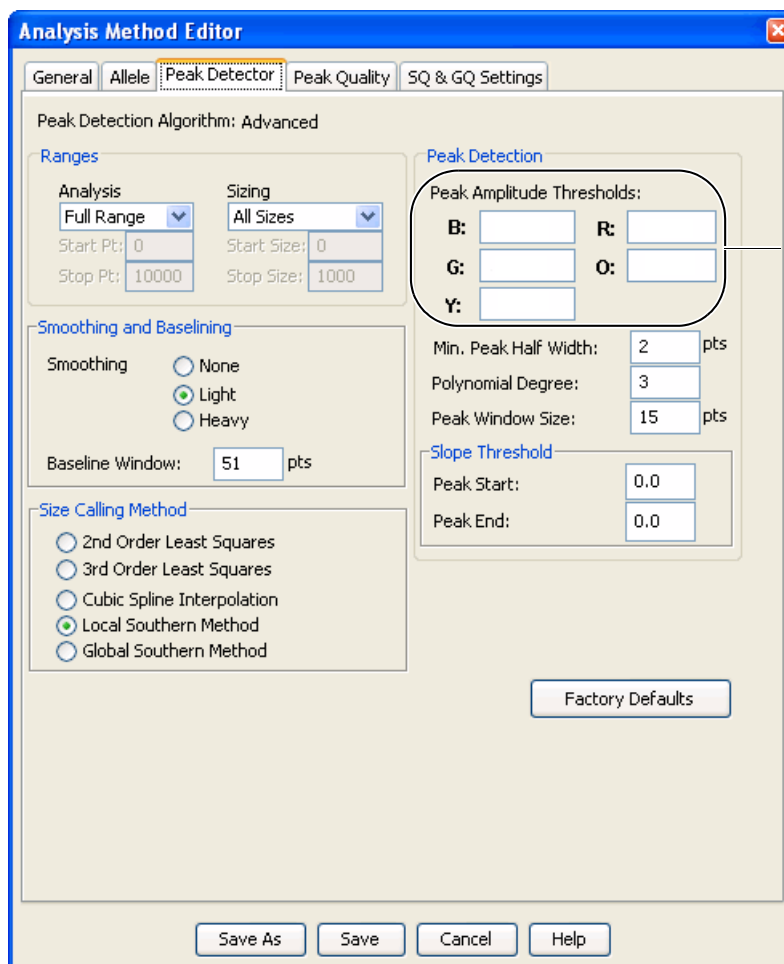 Analysis Method Editor
General Allele Peak Detector Peak Quality SQ & GQ Settings
Peak Detection Algorithm: Advanced
Ranges
Analysis Sizing
Full Range All Sizes
Start Pt: 0 Start Size: 0
Stop Pt: 10000 Stop Size: 1000
Smoothing and Baselining
Smoothing None
Light
Heavy
Baseline Window: 51 pts
Size Calling Method
2nd Order Least Squares
3rd Order Least Squares
Cubic Spline Interpolation
Local Southern Method
Global Southern Method
Peak Detection
Peak Amplitude Thresholds:
B: R:
G: O:
Y:
Min. Peak Half Width: 2 pts
Polynomial Degree: 3
Peak Window Size: 15 pts
Slope Threshold
Peak Start: 0.0
Peak End: 0.0
Factory Defaults
Save As Save Cancel Help